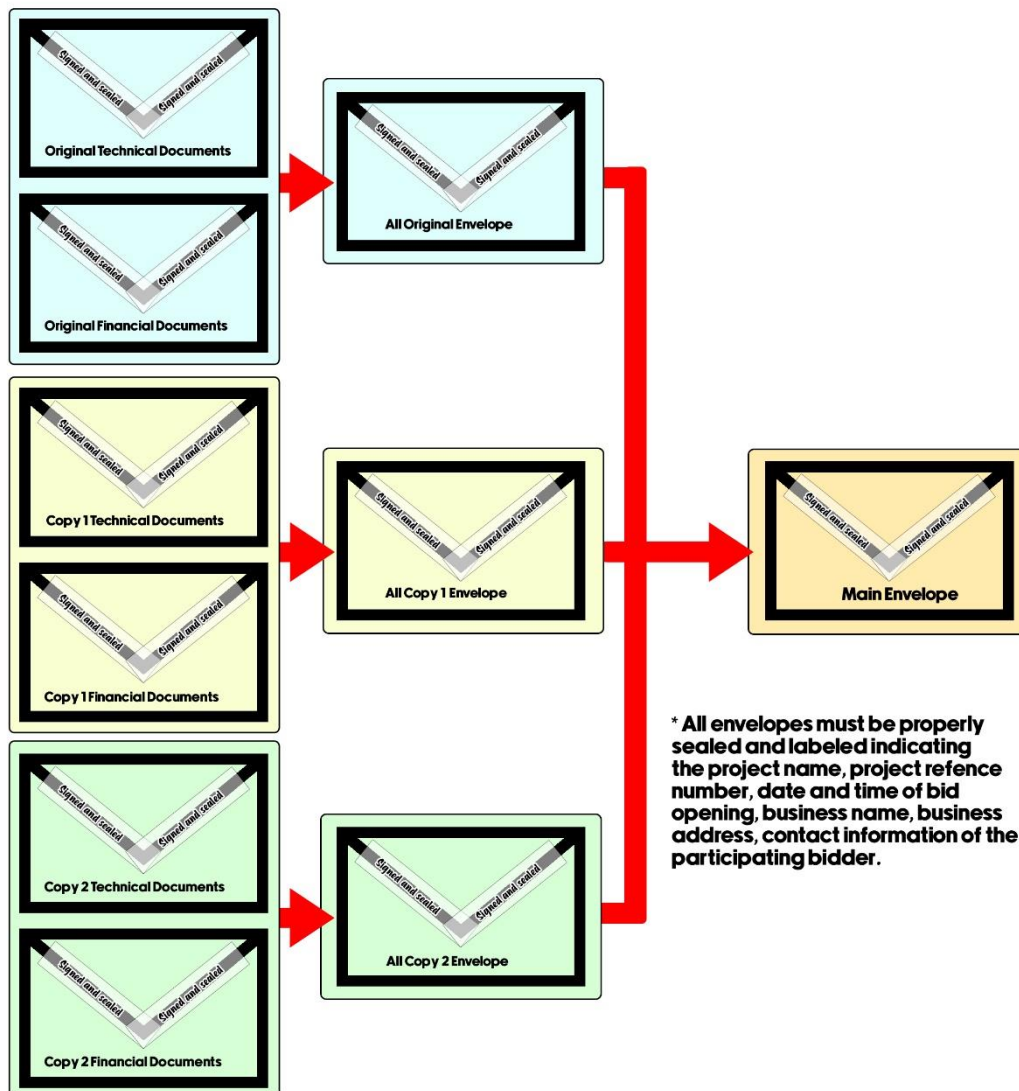 Signed and sealed
Signed and sealed
Original Technical Documents
Signed and sealed
Signed and sealed
Original Financial Documents
Signed and sealed
Signed and sealed
All Original Envelope
Signed and sealed
Signed and sealed
Copy 1 Technical Documents
Signed and sealed
Signed and sealed
Copy 1 Financial Documents
Signed and sealed
Signed and sealed
All Copy 1 Envelope
Signed and sealed
Signed and sealed
Main Envelope
Signed and sealed
Signed and sealed
Copy 2 Technical Documents
Signed and sealed
Signed and sealed
Copy 2 Financial Documents
Signed and sealed
Signed and sealed
All Copy 2 Envelope
* All envelopes must be properly
sealed and labeled indicating
the project name, project refence
number, date and time of bid
opening, business name, business
address, contact information of the
participating bidder.